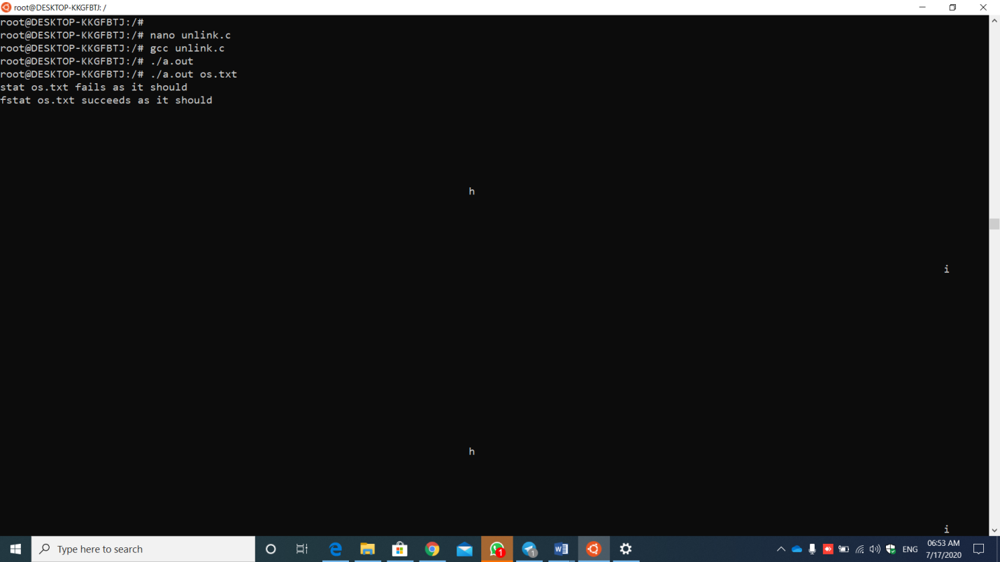 root@DESKTOP-KKGFBTJ: /
root@DESKTOP-KKGFBTJ:/#
root@DESKTOP-KKGFBTJ:/# nano unlink.c
root@DESKTOP-KKGFBTJ:/# gcc unlink.c
root@DESKTOP-KKGFBTJ:/# ./a.out
root@DESKTOP-KKGFBTJ:/# ./a.out os.txt
stat os.txt fails as it should
fstat os.txt succeeds as it should
h
i
h
i
Type here to search
1
1
ENG
06:53 AM
7/17/2020